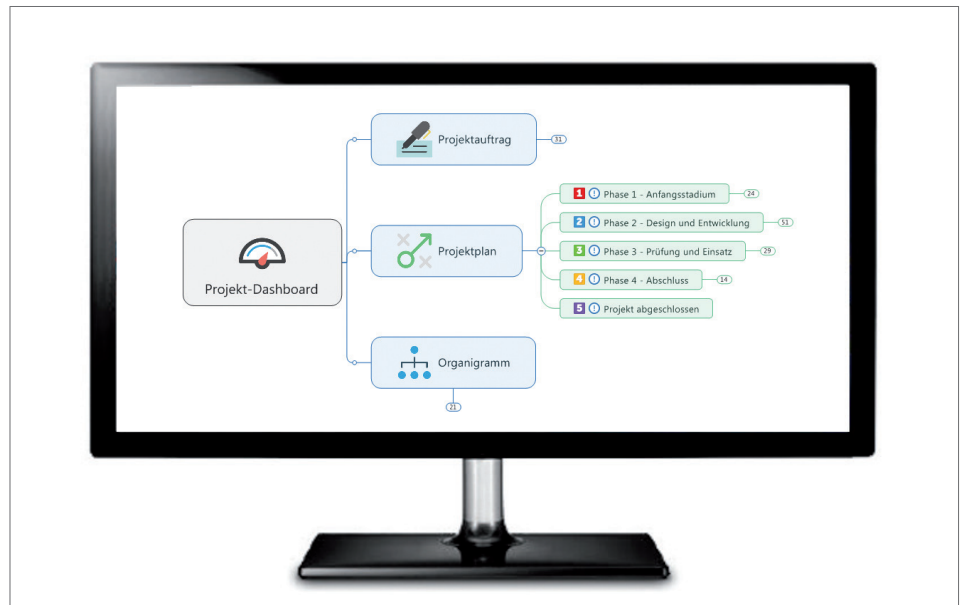 Projekt-Dashboard
Projektauftrag
31
Projektplan
1 Phase 1 - Anfangsstadium
24
2 Phase 2 - Design und Entwicklung
51
3 Phase 3 - Prüfung und Einsatz
29
4 Phase 4 - Abschluss
14
5 Projekt abgeschlossen
Organigramm
21